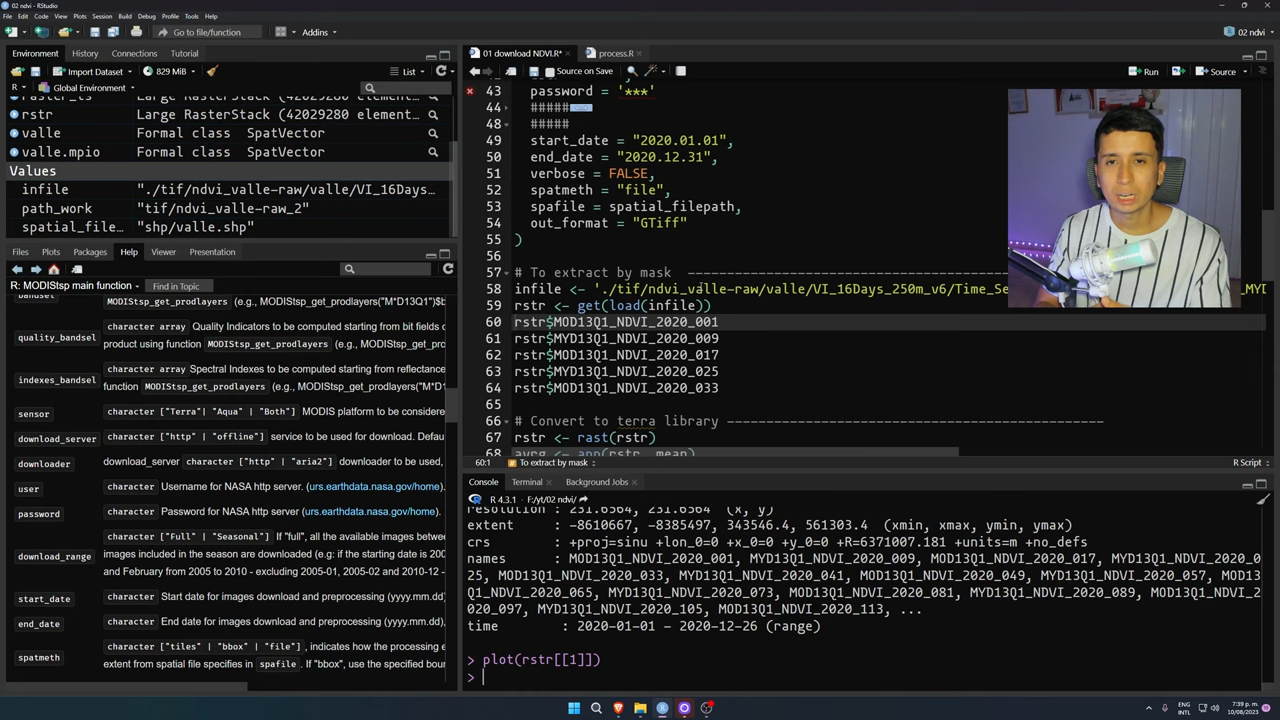 02 ndvi - RStudio
File Edit Code View Plots Session Build Debug Profile Tools Help
Go to file/function Addins 02 ndvi
Environment History Connections Tutorial
Import Dataset 829 MiB List
R Global Environment
rstr Large RasterStack (42029280 element…
valle Formal class SpatVector
valle.mpio Formal class SpatVector
Values
infile "./tif/ndvi_valle-raw/valle/VI_16Days…
path_work "tif/ndvi_valle-raw_2"
spatial_file… "shp/valle.shp"
Files Plots Packages Help Viewer Presentation
R: MODIStsp main function Find in Topic
MODIStsp_get_prodlayers (e.g., MODIStsp_get_prodlayers("M*D13Q1")$b
quality_bandsel character array Quality Indicators to be computed starting from bit fields o
product using function MODIStsp_get_prodlayers (e.g., MODIStsp_get_prodlayers
indexes_bandsel character array Spectral Indexes to be computed starting from reflectance
function MODIStsp_get_prodlayers (e.g., MODIStsp_get_prodlayers("M*D13Q1
sensor character ["Terra"| "Aqua" | "Both"] MODIS platform to be considere
download_server character ["http" | "offline"] service to be used for download. Defau
downloader download_server character ["http" | "aria2"] downloader to be used,
user character Username for NASA http server. (urs.earthdata.nasa.gov/home)
password character Password for NASA http server (urs.earthdata.nasa.gov/home).
download_range character ["Full" | "Seasonal"] If "full", all the available images betwee
images included in the season are downloaded (e.g: if the starting date is 200
and February from 2005 to 2010 - excluding 2005-01, 2005-02 and 2010-12 -
start_date character Start date for images download and preprocessing (yyyy.mm.dd)
end_date character End date for images download and preprocessing (yyyy.mm.dd)
spatmeth character ["tiles" | "bbox" | "file"], indicates how the processing e
extent from spatial file specifies in spafile. If "bbox", use the specified boun
01 download NDVI.R* process.R
Source on Save Run Source
43 password = '***'
44 #####
48 #####
49 start_date = "2020.01.01",
50 end_date = "2020.12.31",
51 verbose = FALSE,
52 spatmeth = "file",
53 spafile = spatial_filepath,
54 out_format = "GTiff"
55 )
56
57 # To extract by mask
58 infile <- './tif/ndvi_valle-raw/valle/VI_16Days_250m_v6/Time_Se
59 rstr <- get(load(infile))
60 rstr$MOD13Q1_NDVI_2020_001
61 rstr$MYD13Q1_NDVI_2020_009
62 rstr$MOD13Q1_NDVI_2020_017
63 rstr$MYD13Q1_NDVI_2020_025
64 rstr$MOD13Q1_NDVI_2020_033
65
66 # Convert to terra library
67 rstr <- rast(rstr)
68 avrg <- app(rstr, mean)
60:1 To extract by mask R Script
Console Terminal Background Jobs
R 4.3.1 · F:/yt/02 ndvi/
resolution : 231.6564, 231.6564 (x, y)
extent : -8610667, -8385497, 343546.4, 561303.4 (xmin, xmax, ymin, ymax)
crs : +proj=sinu +lon_0=0 +x_0=0 +y_0=0 +R=6371007.181 +units=m +no_defs
names : MOD13Q1_NDVI_2020_001, MYD13Q1_NDVI_2020_009, MOD13Q1_NDVI_2020_017, MYD13Q1_NDVI_2020_0
25, MOD13Q1_NDVI_2020_033, MYD13Q1_NDVI_2020_041, MOD13Q1_NDVI_2020_049, MYD13Q1_NDVI_2020_057, MOD13
Q1_NDVI_2020_065, MYD13Q1_NDVI_2020_073, MOD13Q1_NDVI_2020_081, MYD13Q1_NDVI_2020_089, MOD13Q1_NDVI_2
020_097, MYD13Q1_NDVI_2020_105, MOD13Q1_NDVI_2020_113, ...
time : 2020-01-01 – 2020-12-26 (range)
> plot(rstr[[1]])
>
ENG
INTL
7:39 p. m.
10/08/2023